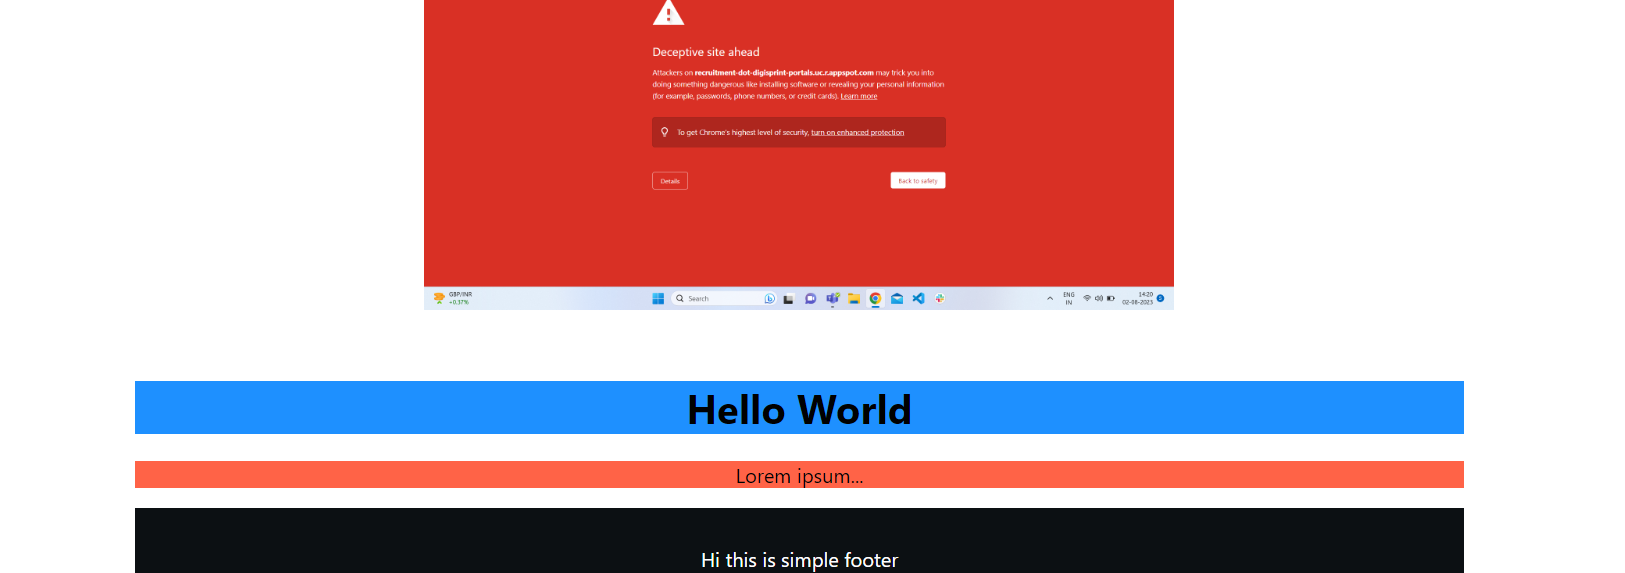 Deceptive site ahead
Attackers on recruitment-dot-digisprint-portals.uc.r.appspot.com may trick you into
doing something dangerous like installing software or revealing your personal information
(for example, passwords, phone numbers, or credit cards). Learn more
To get Chrome's highest level of security, turn on enhanced protection
Details
Back to safety
GBP/INR
+0.37%
Search
ENG
IN
14:20
02-08-2023
Hello World
Lorem ipsum...
Hi this is simple footer